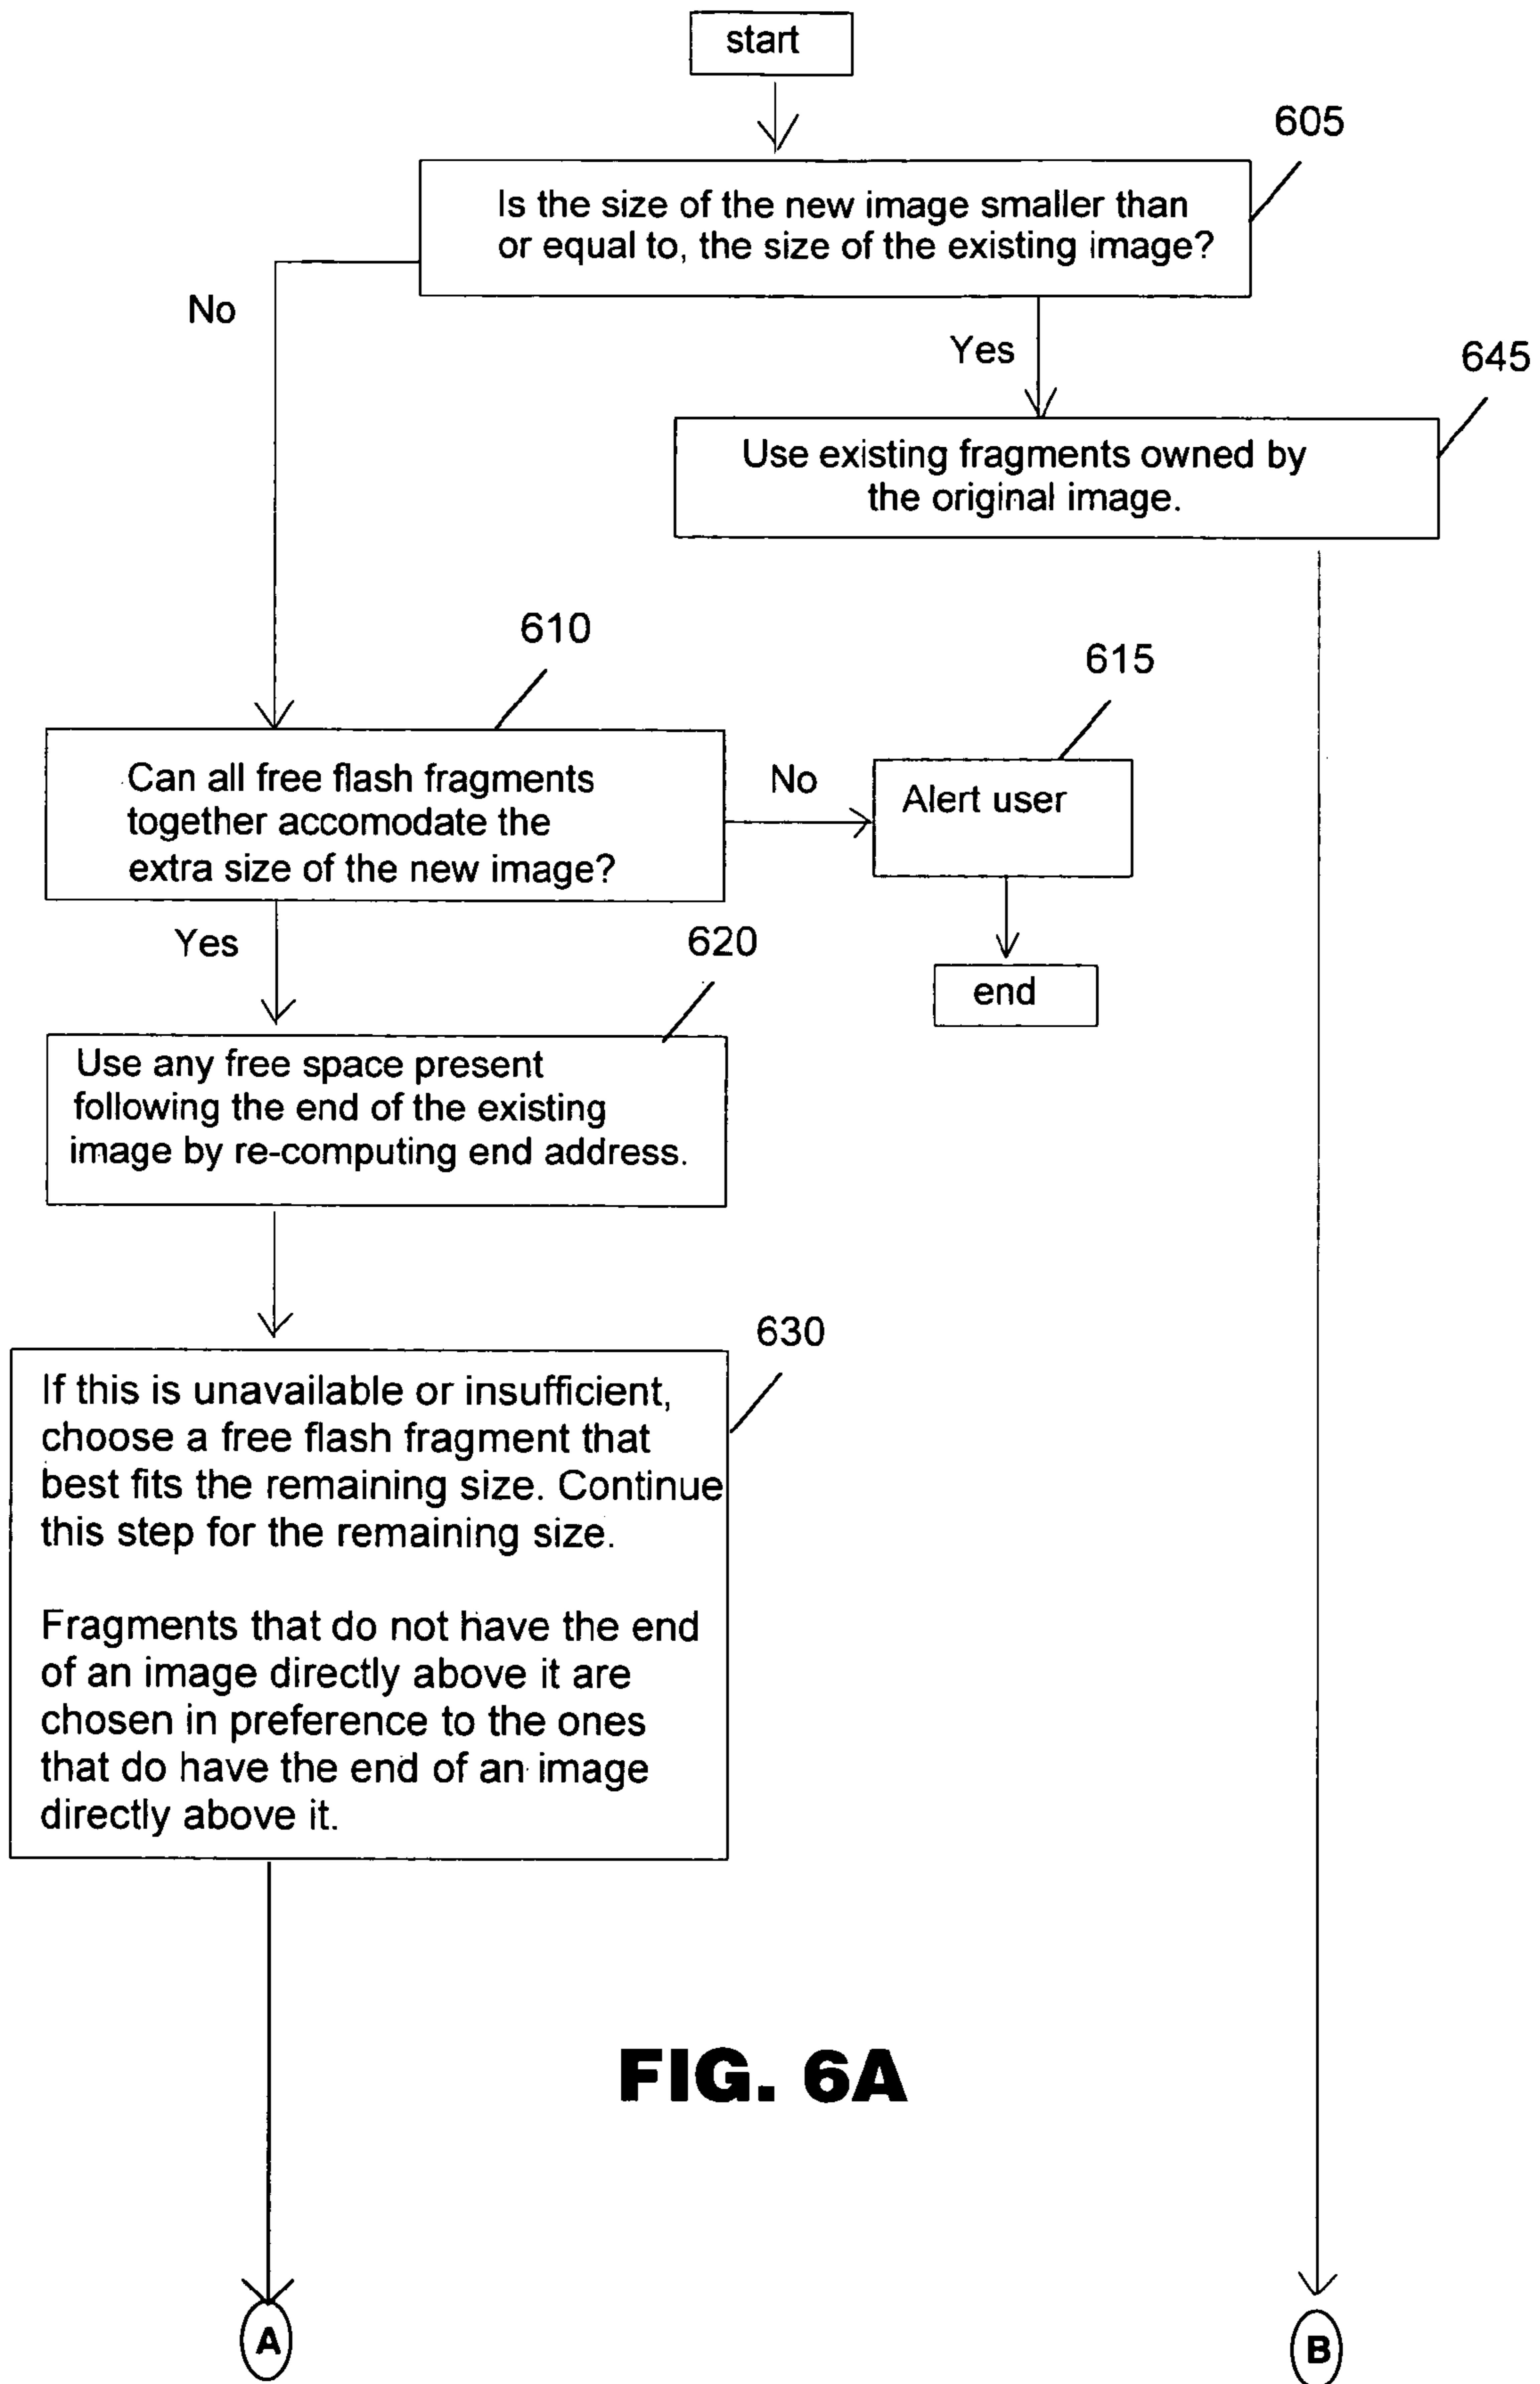 start
605
Is the size of the new image smaller than
or equal to, the size of the existing image?
No
Yes
645
Use existing fragments owned by
the original image.
610
615
Can all free flash fragments
together accomodate the
extra size of the new image?
No
Alert user
Yes
620
end
Use any free space present
following the end of the existing
image by re-computing end address.
630
If this is unavailable or insufficient,
choose a free flash fragment that
best fits the remaining size. Continue
this step for the remaining size.
Fragments that do not have the end
of an image directly above it are
chosen in preference to the ones
that do have the end of an image
directly above it.
FIG. 6A
A
B